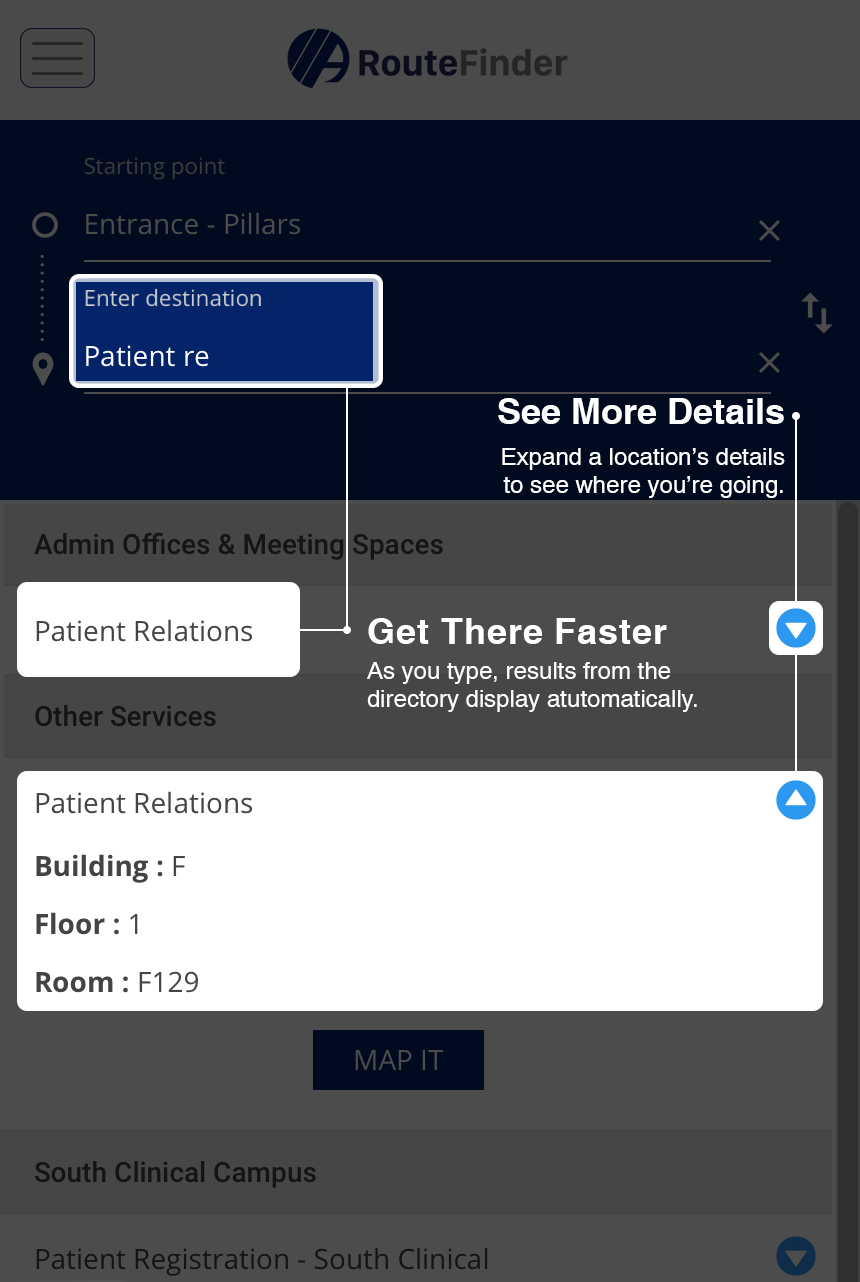 RouteFinder
Starting point
Entrance - Pillars
Enter destination
Patient re
See More Details
Expand a location’s details
to see where you’re going.
Admin Offices & Meeting Spaces
Patient Relations
Get There Faster
As you type, results from the
directory display atutomatically.
Other Services
Patient Relations
Building : F
Floor : 1
Room : F129
MAP IT
South Clinical Campus
Patient Registration - South Clinical